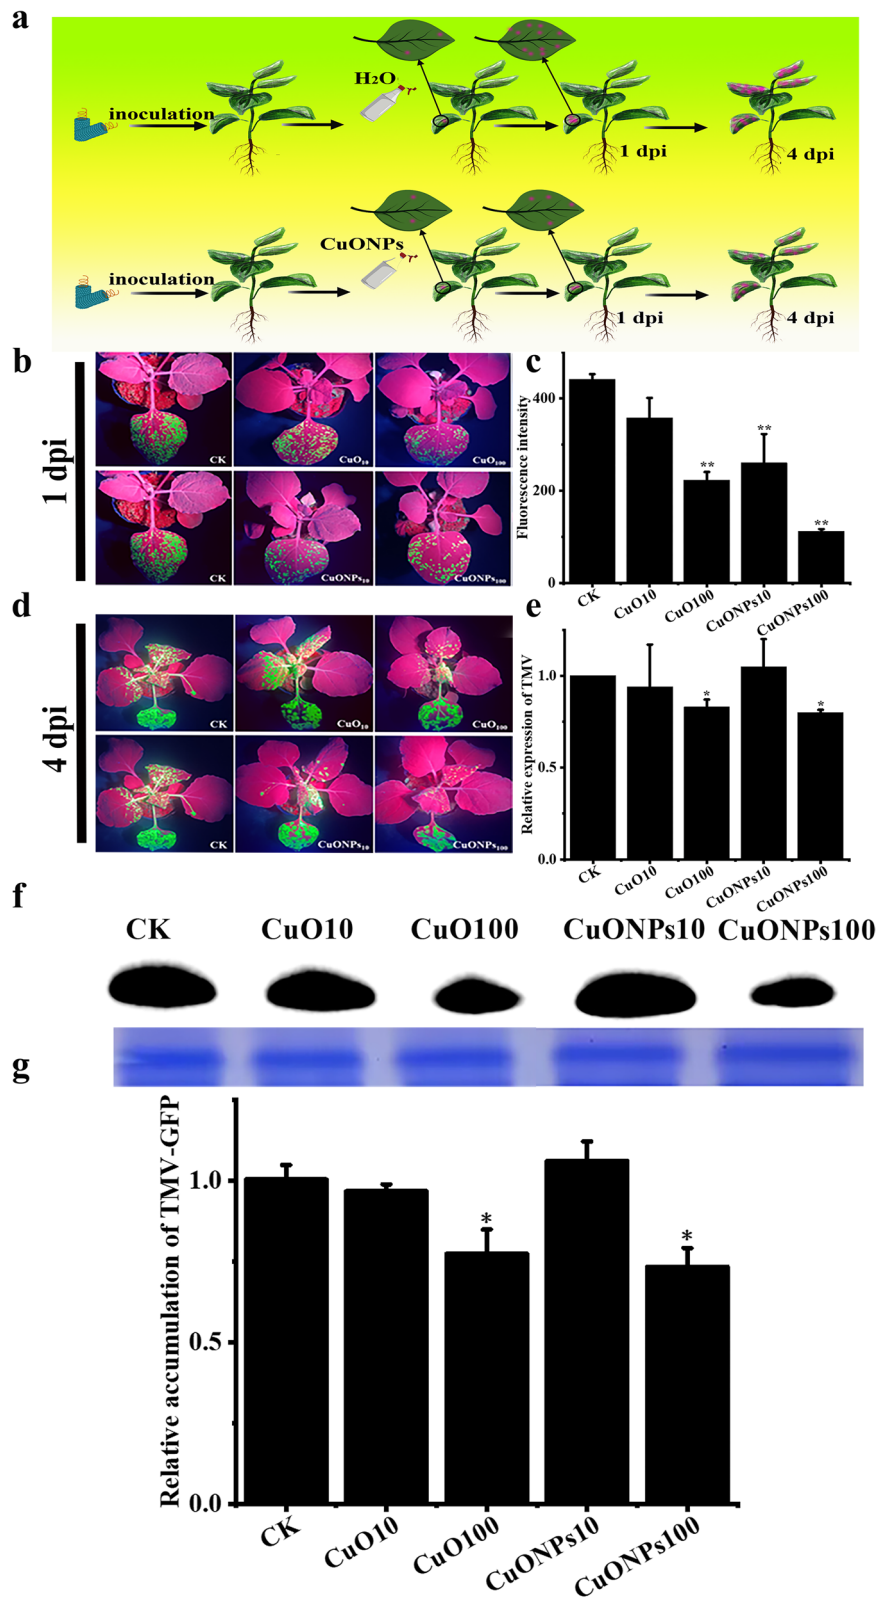 a
H₂O
inoculation
1 dpi
4 dpi
CuONPs
inoculation
1 dpi
4 dpi
b
1 dpi
CK
CuO₁₀
CuO₁₀₀
CK
CuONPs₁₀
CuONPs₁₀₀
c
Fluorescence intensity
400
200
0
**
**
**
CK
CuO10
CuO100
CuONPs10
CuONPs100
d
4 dpi
CK
CuO₁₀
CuO₁₀₀
CK
CuONPs₁₀
CuONPs₁₀₀
e
Relative expression of TMV
1.0
0.5
0.0
*
*
CK
CuO10
CuO100
CuONPs10
CuONPs100
f
CK CuO10 CuO100 CuONPs10 CuONPs100
g
Relative accumulation of TMV-GFP
1.0
0.5
0.0
*
*
CK
CuO10
CuO100
CuONPs10
CuONPs100